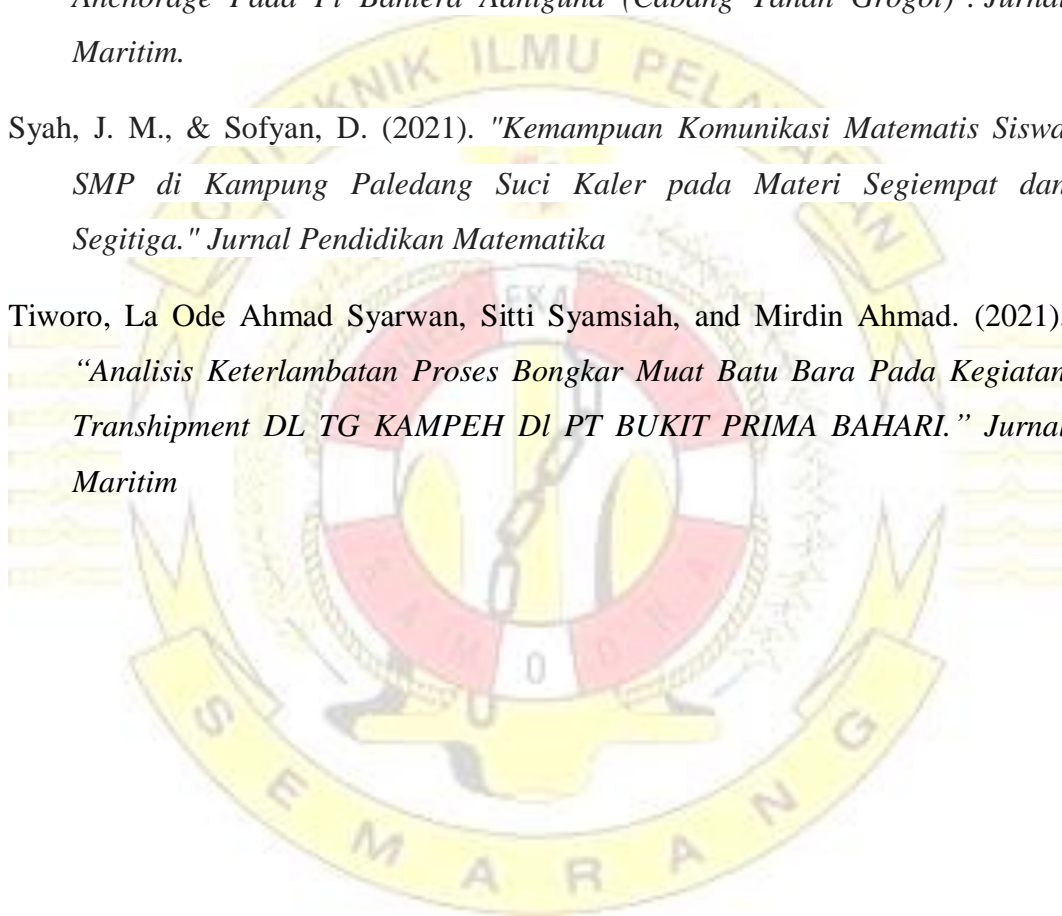 Anchorage Pada Pt Bahtera Adhiguna (Cabang Tanah Grogot)". Jurnal
Maritim.
Syah, J. M., & Sofyan, D. (2021). "Kemampuan Komunikasi Matematis Siswa
SMP di Kampung Paledang Suci Kaler pada Materi Segiempat dan
Segitiga." Jurnal Pendidikan Matematika
Tiworo, La Ode Ahmad Syarwan, Sitti Syamsiah, and Mirdin Ahmad. (2021).
“Analisis Keterlambatan Proses Bongkar Muat Batu Bara Pada Kegiatan
Transhipment DL TG KAMPEH Dl PT BUKIT PRIMA BAHARI.” Jurnal
Maritim
ILMU
SEMARANG